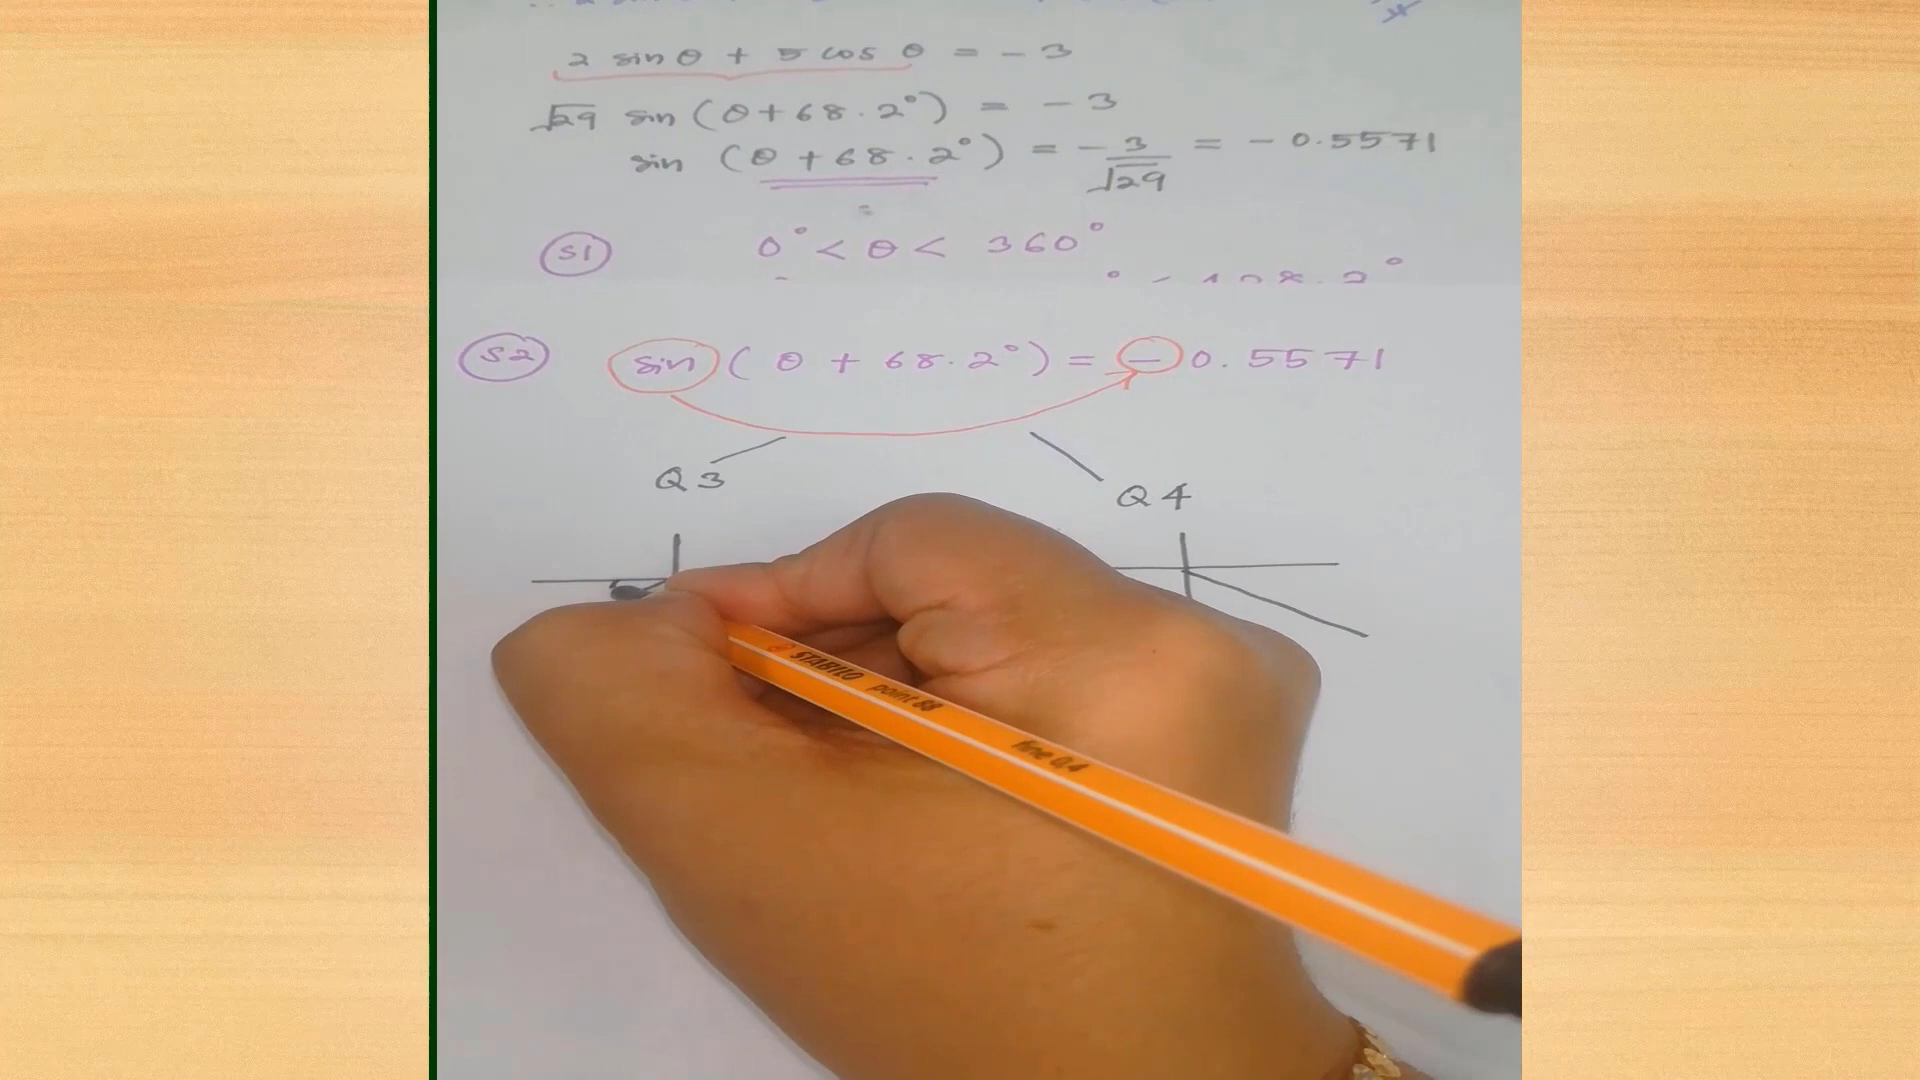 2 sin θ + 5 cos θ = - 3
√29 sin (θ + 68.2°) = - 3
sin (θ + 68.2°) = - 3/√29 = - 0.5571
S1 0° < θ < 360°
S2 sin ( θ + 68.2° ) = - 0.5571
Q3 Q4
STABILO point 88 fine 0,4